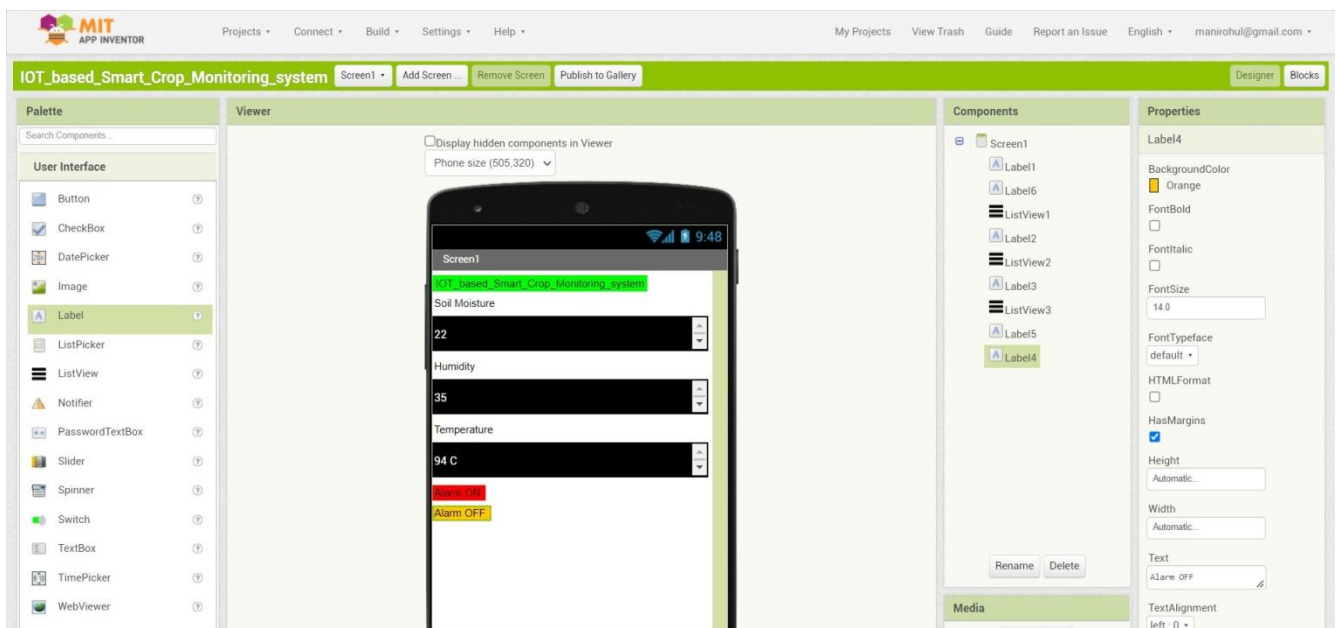 MIT
APP INVENTOR
Projects Connect Build Settings Help
My Projects View Trash Guide Report an Issue English manirohul@gmail.com
IOT_based_Smart_Crop_Monitoring_system Screen1 Add Screen ... Remove Screen Publish to Gallery
Designer Blocks
Palette
Search Components...
User Interface
Button
CheckBox
DatePicker
Image
Label
ListPicker
ListView
Notifier
PasswordTextBox
Slider
Spinner
Switch
TextBox
TimePicker
WebViewer
Viewer
Display hidden components in Viewer
Phone size (505,320)
9:48
Screen1
IOT_based_Smart_Crop_Monitoring_system
Soil Moisture
22
Humidity
35
Temperature
94 C
Alarm ON
Alarm OFF
Components
Screen1
Label1
Label6
ListView1
Label2
ListView2
Label3
ListView3
Label5
Label4
Rename Delete
Media
Properties
Label4
BackgroundColor
Orange
FontBold
FontItalic
FontSize
14.0
FontTypeface
default
HTMLFormat
HasMargins
Height
Automatic...
Width
Automatic...
Text
Alarm OFF
TextAlignment
left : 0